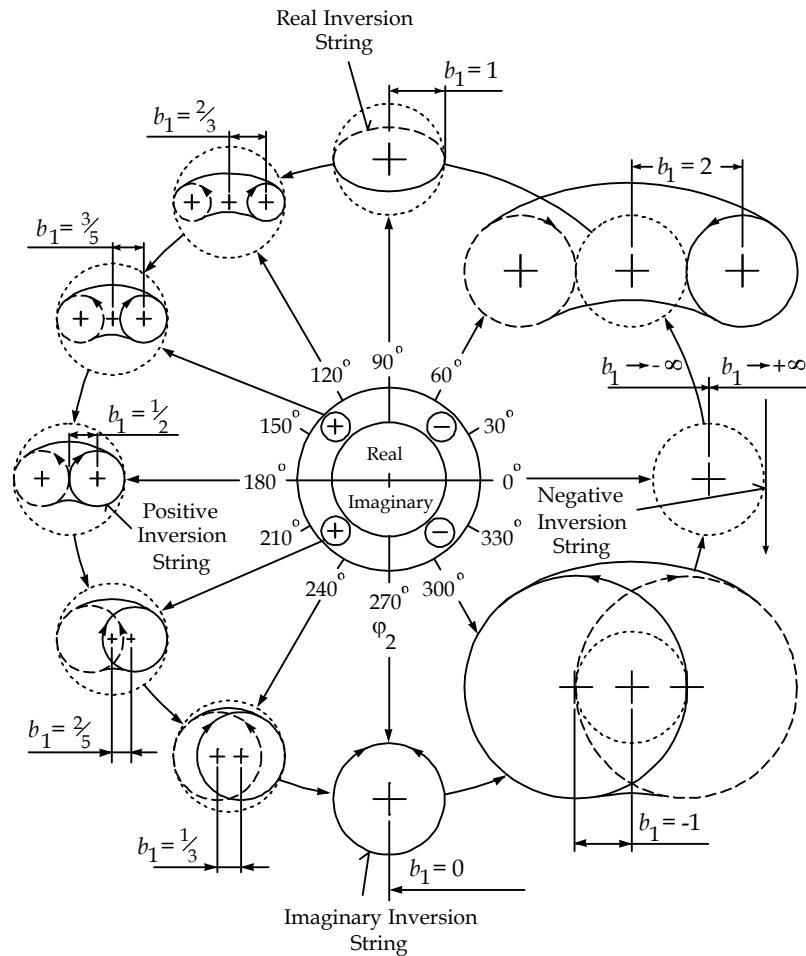 Real Inversion
String
b1 = 1
b1 = 2/3
b1 = 2
b1 = 3/5
120°
90°
60°
b1 → - ∞
b1 → +∞
b1 = 1/2
150°
+
−
30°
Real
180°
0°
Imaginary
Positive
Inversion
String
Negative
Inversion
String
210°
+
−
330°
240°
270°
300°
φ2
b1 = 2/5
b1 = 1/3
b1 = 0
b1 = -1
Imaginary Inversion
String